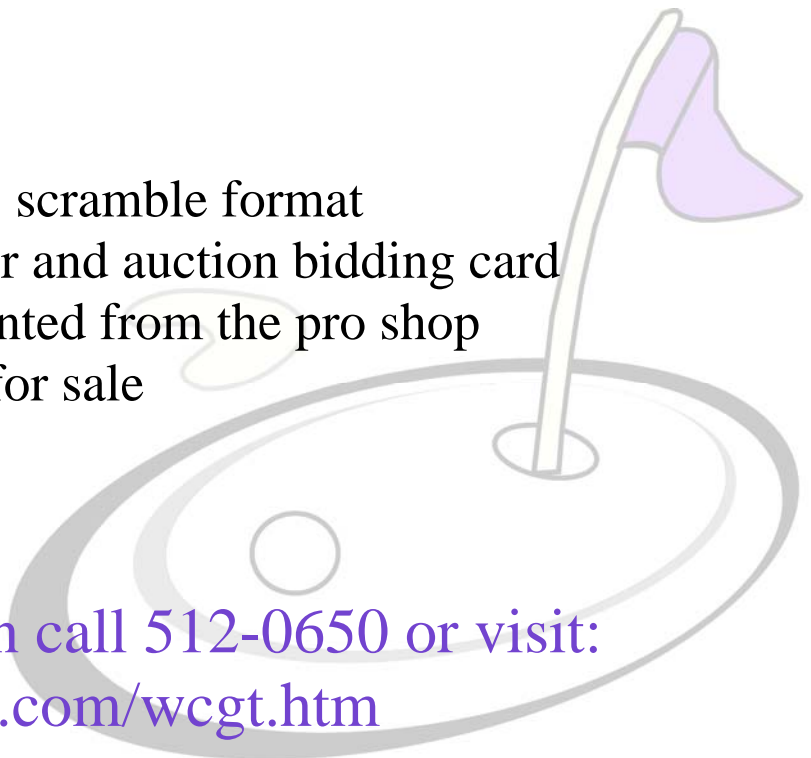 scramble format
r and auction bidding card
nted from the pro shop
for sale
n call 512-0650 or visit:
.com/wcgt.htm